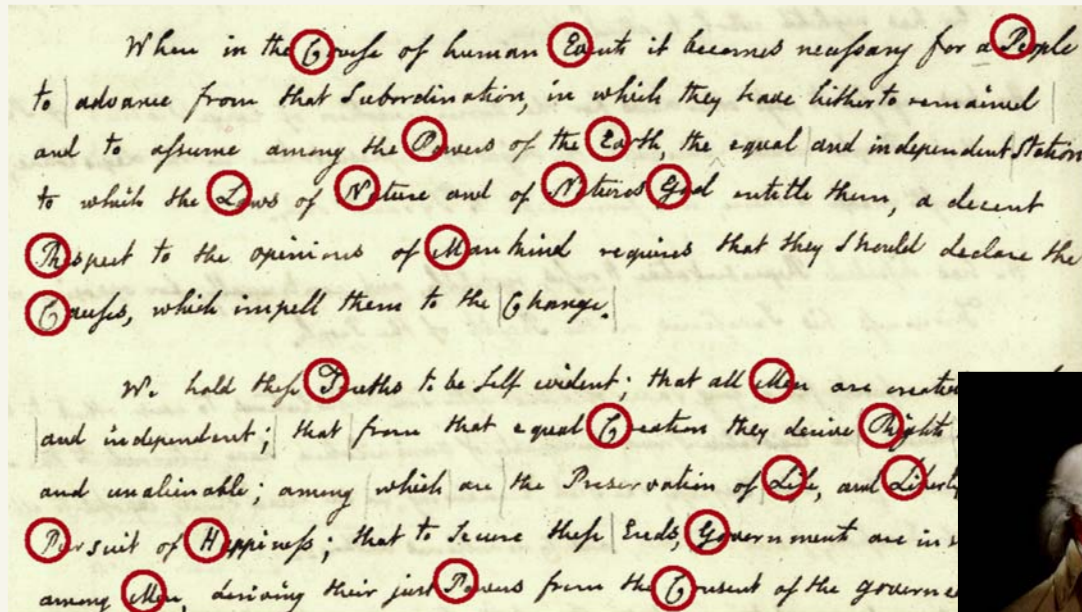 When in the Course of human Events it becomes necessary for a People
to advance from that Subordination, in which they have hitherto remained
and to assume among the Powers of the Earth, the equal and independent Station
to which the Laws of Nature and of Natures God entitle them, a decent
Respect to the opinions of Mankind requires that they Should declare the
Causes, which impell them to the Change.
We hold these Truths to be Self evident; that all Men are
and independent; that from that equal Creation they derive Rights
and unalienable; among which are the Preservation of Life, and
Pursuit of Happiness; that to Secure these Ends, Governments are
among Men, deriving their just Powers from the Consent of the